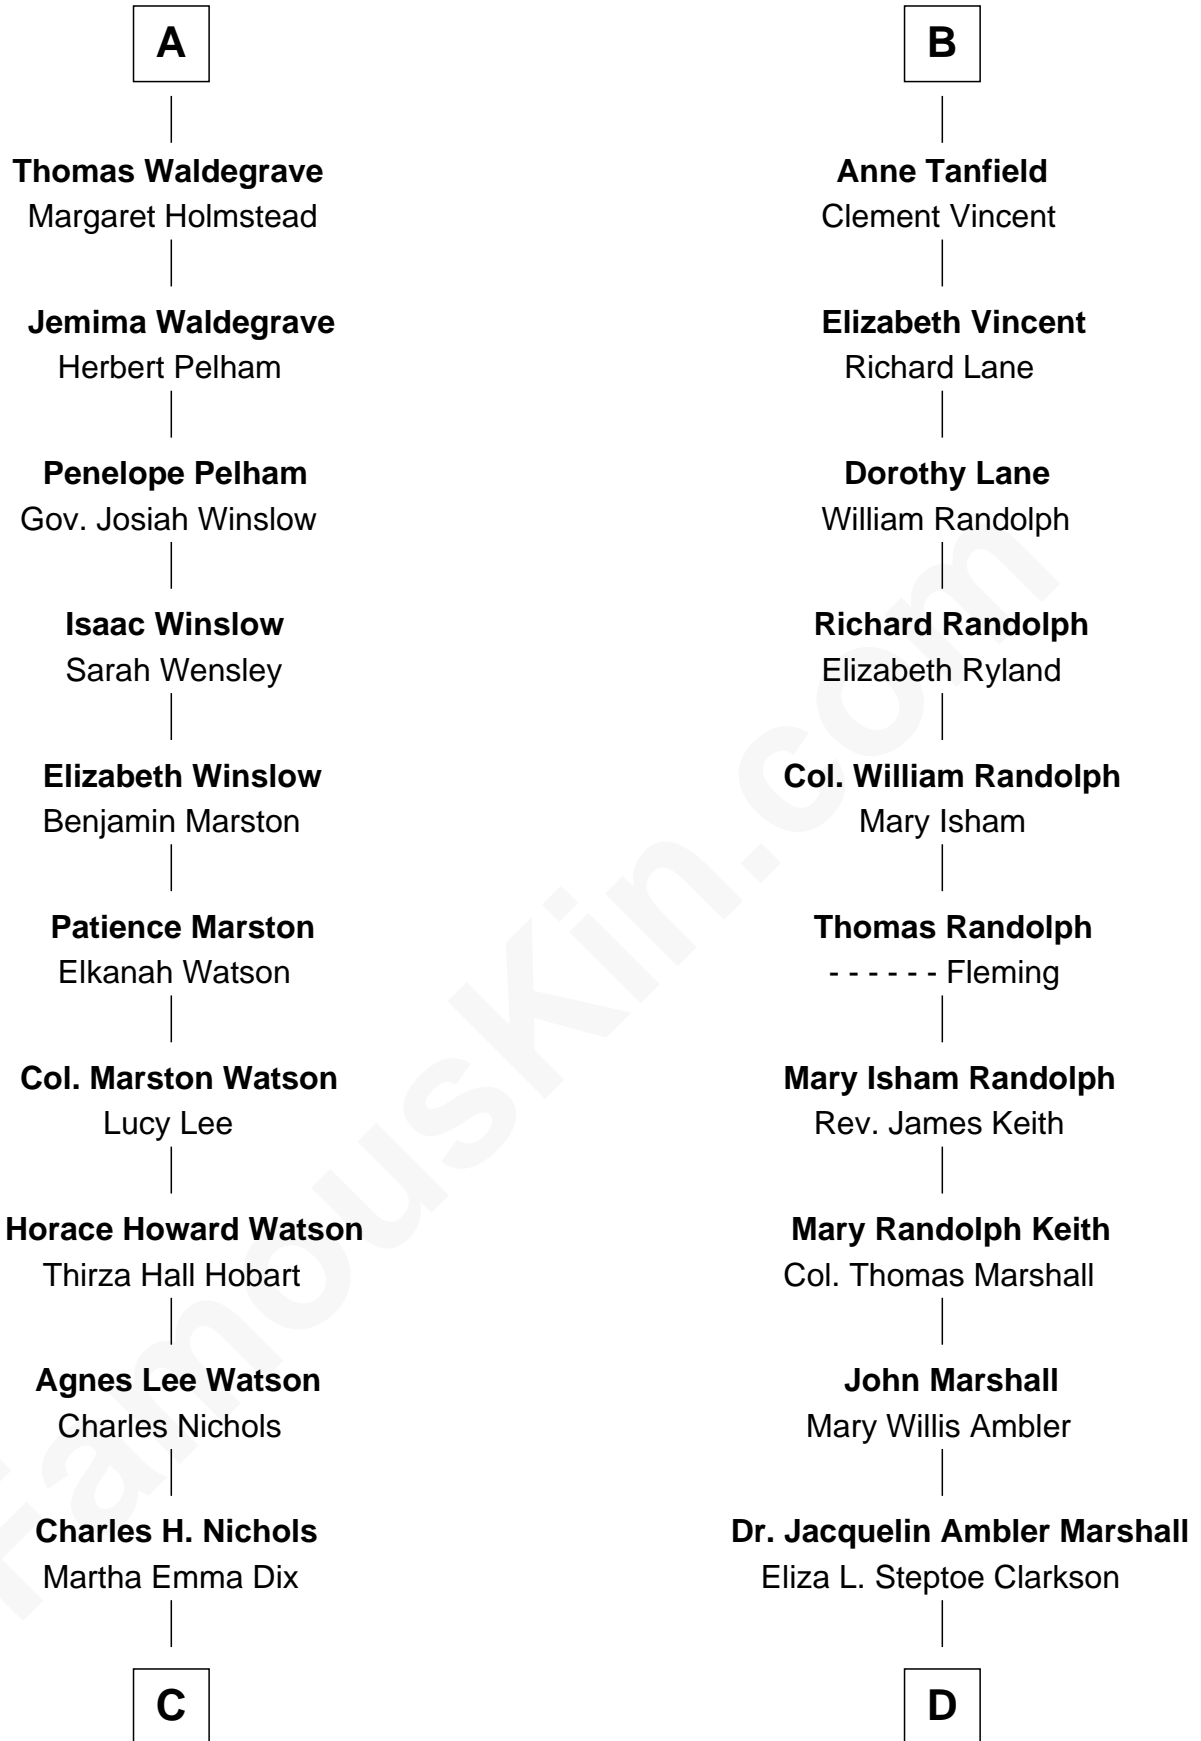 A
Thomas Waldegrave
Margaret Holmstead
Jemima Waldegrave
Herbert Pelham
Penelope Pelham
Gov. Josiah Winslow
Isaac Winslow
Sarah Wensley
Elizabeth Winslow
Benjamin Marston
Patience Marston
Elkanah Watson
Col. Marston Watson
Lucy Lee
Horace Howard Watson
Thirza Hall Hobart
Agnes Lee Watson
Charles Nichols
Charles H. Nichols
Martha Emma Dix
C
B
Anne Tanfield
Clement Vincent
Elizabeth Vincent
Richard Lane
Dorothy Lane
William Randolph
Richard Randolph
Elizabeth Ryland
Col. William Randolph
Mary Isham
Thomas Randolph
- - - - - - Fleming
Mary Isham Randolph
Rev. James Keith
Mary Randolph Keith
Col. Thomas Marshall
John Marshall
Mary Willis Ambler
Dr. Jacquelin Ambler Marshall
Eliza L. Steptoe Clarkson
D
FamousKin.com